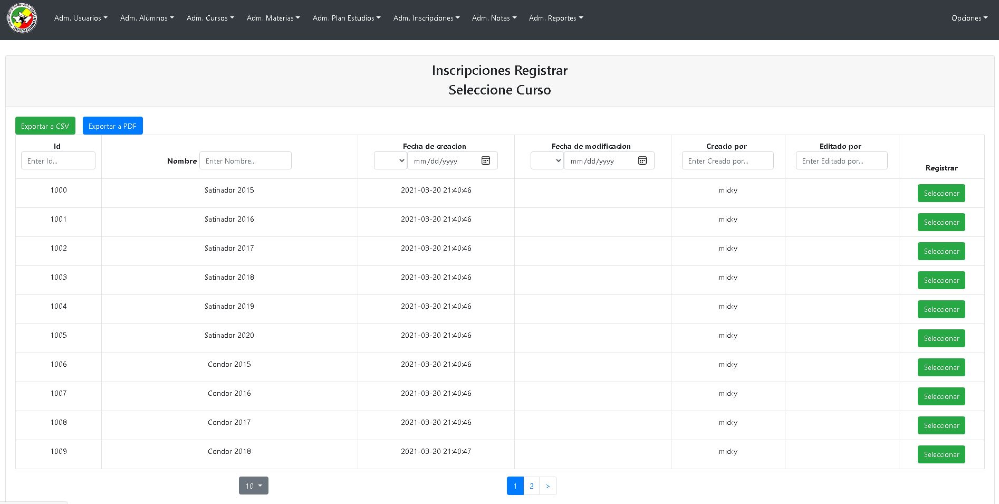 Adm. Usuarios Adm. Alumnos Adm. Cursos Adm. Materias Adm. Plan Estudios Adm. Inscripciones Adm. Notas Adm. Reportes Opciones
Inscripciones Registrar
Seleccione Curso
Exportar a CSV Exportar a PDF
Id Fecha de creacion Fecha de modificacion Creado por Editado por
Enter Id... Nombre Enter Nombre... mm/dd/yyyy mm/dd/yyyy Enter Creado por... Enter Editado por...
Registrar
1000 Satinador 2015 2021-03-20 21:40:46 micky Seleccionar
1001 Satinador 2016 2021-03-20 21:40:46 micky Seleccionar
1002 Satinador 2017 2021-03-20 21:40:46 micky Seleccionar
1003 Satinador 2018 2021-03-20 21:40:46 micky Seleccionar
1004 Satinador 2019 2021-03-20 21:40:46 micky Seleccionar
1005 Satinador 2020 2021-03-20 21:40:46 micky Seleccionar
1006 Condor 2015 2021-03-20 21:40:46 micky Seleccionar
1007 Condor 2016 2021-03-20 21:40:46 micky Seleccionar
1008 Condor 2017 2021-03-20 21:40:46 micky Seleccionar
1009 Condor 2018 2021-03-20 21:40:47 micky Seleccionar
10 1 2 >